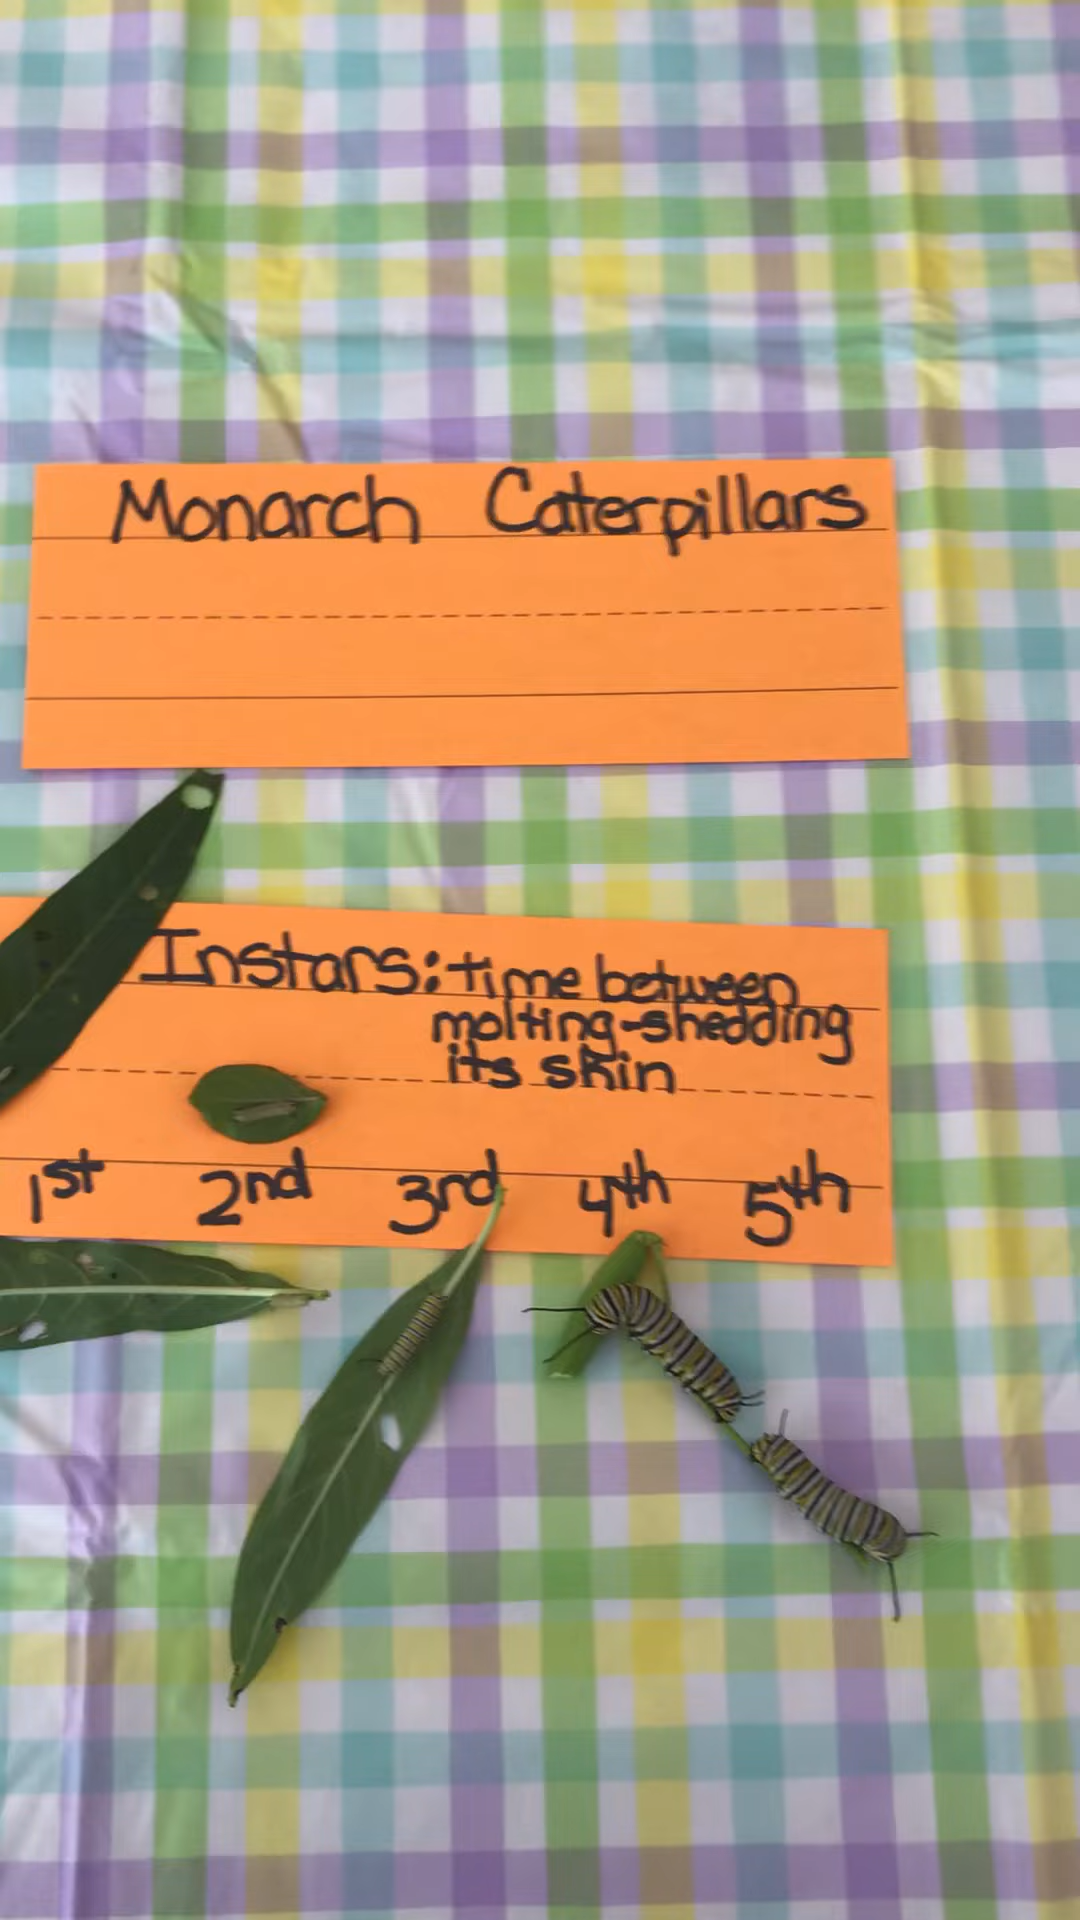 Monarch Caterpillars
Instars: time between
molting-shedding
its skin
1st 2nd 3rd 4th 5th